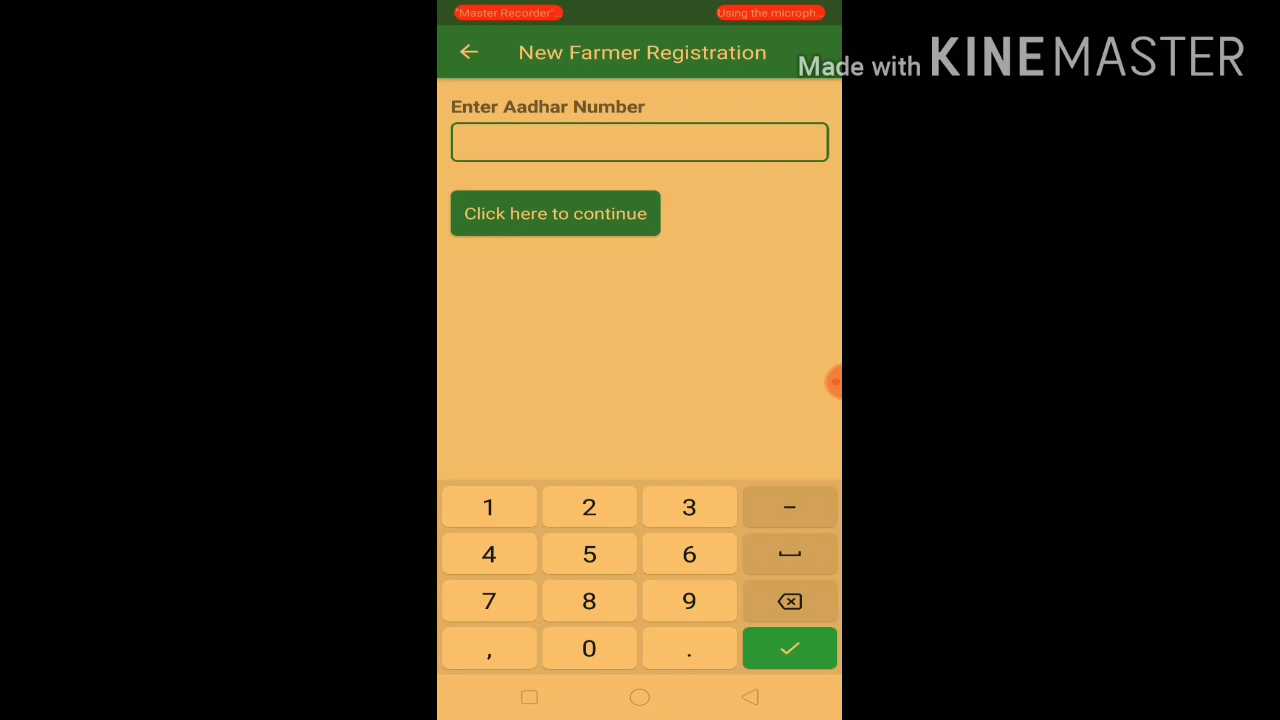 "Master Recorder"...
Using the microph...
New Farmer Registration
Made with KINEMASTER
Enter Aadhar Number
Click here to continue
1 2 3 -
4 5 6
7 8 9
, 0 .